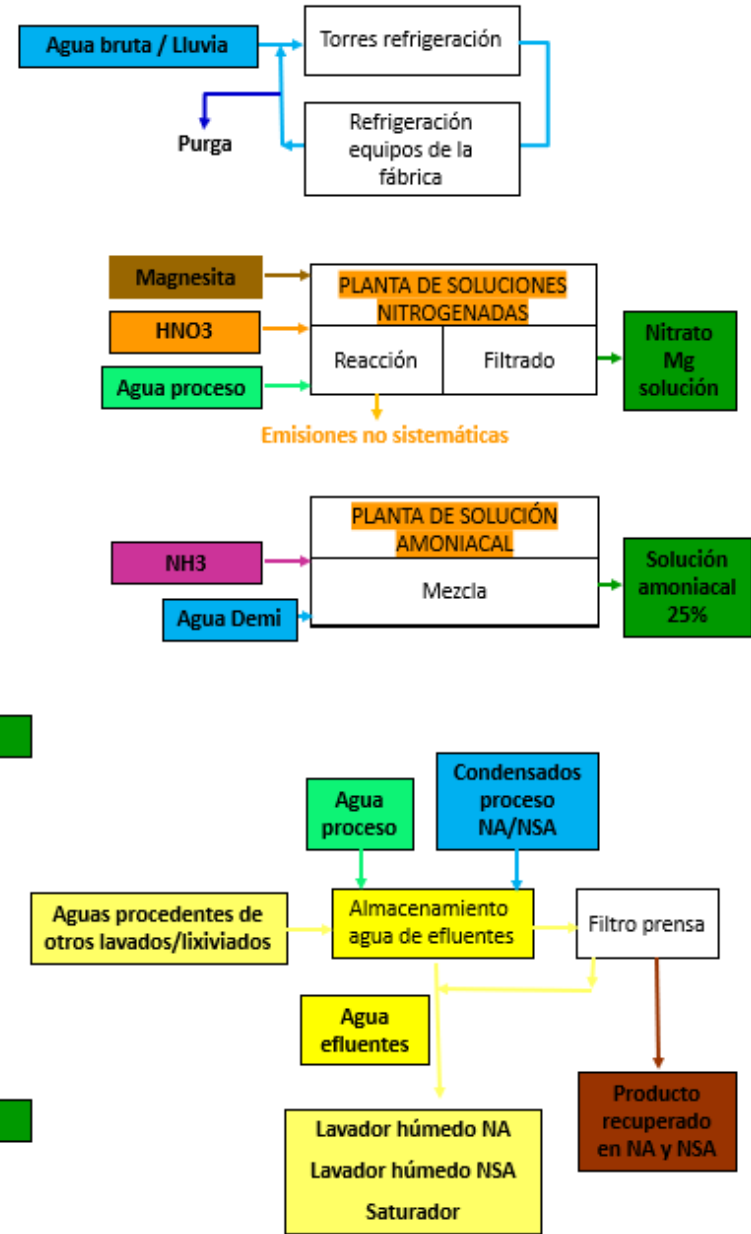 Agua bruta / Lluvia
Torres refrigeración
Purga
Refrigeración
equipos de la
fábrica
Magnesita
HNO3
Agua proceso
PLANTA DE SOLUCIONES
NITROGENADAS
Reacción
Filtrado
Nitrato
Mg
solución
Emisiones no sistemáticas
PLANTA DE SOLUCIÓN
AMONIACAL
NH3
Mezcla
Agua Demi
Solución
amoniacal
25%
Agua
proceso
Condensados
proceso
NA/NSA
Aguas procedentes de
otros lavados/lixiviados
Almacenamiento
agua de efluentes
Filtro prensa
Agua
efluentes
Producto
recuperado
en NA y NSA
Lavador húmedo NA
Lavador húmedo NSA
Saturador